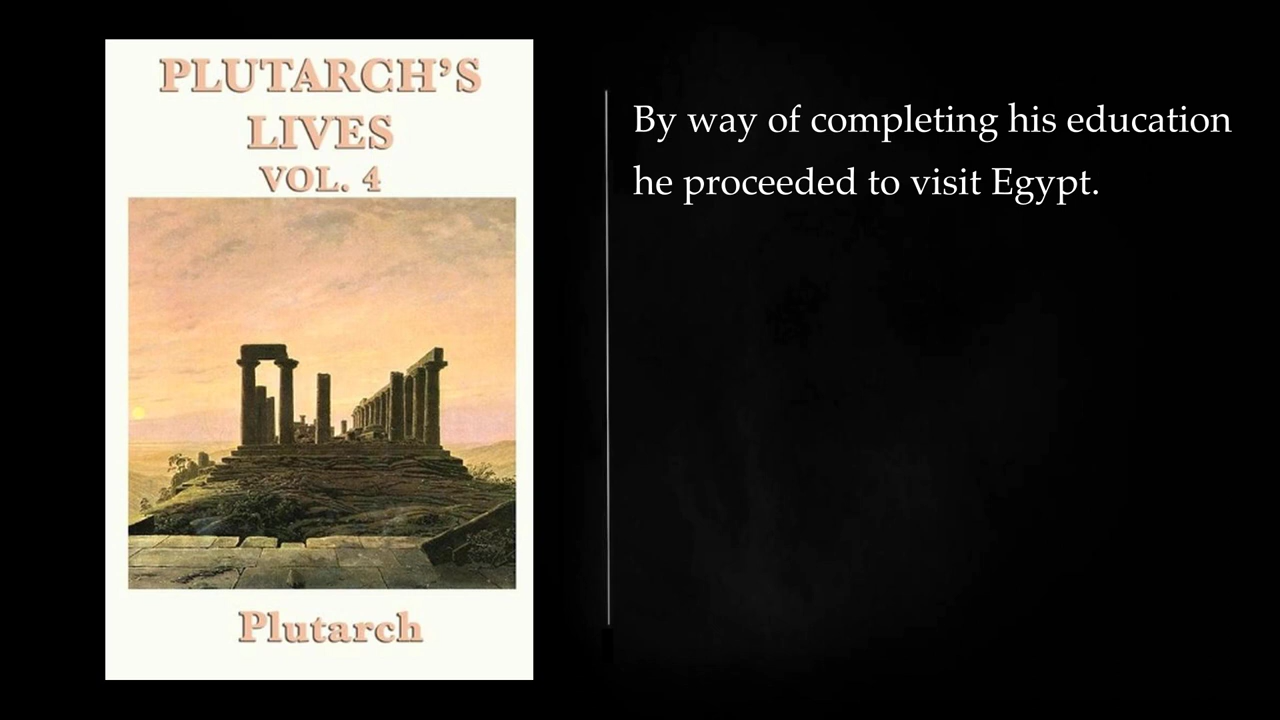 PLUTARCH'S
LIVES
VOL. 4
Plutarch
By way of completing his education
he proceeded to visit Egypt.